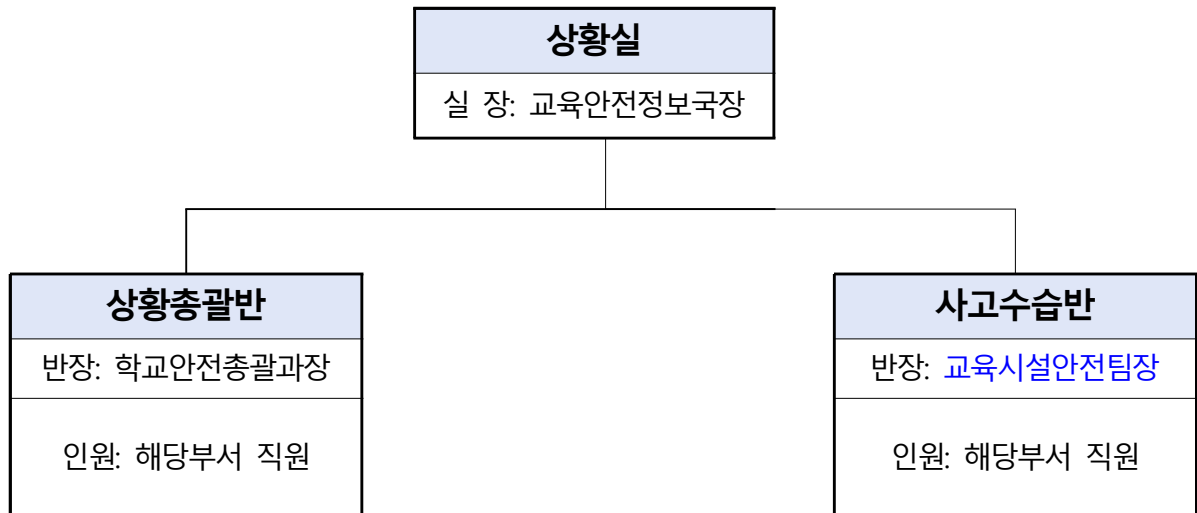 상황실
실 장: 교육안전정보국장
상황총괄반
반장: 학교안전총괄과장
인원: 해당부서 직원
사고수습반
반장: 교육시설안전팀장
인원: 해당부서 직원